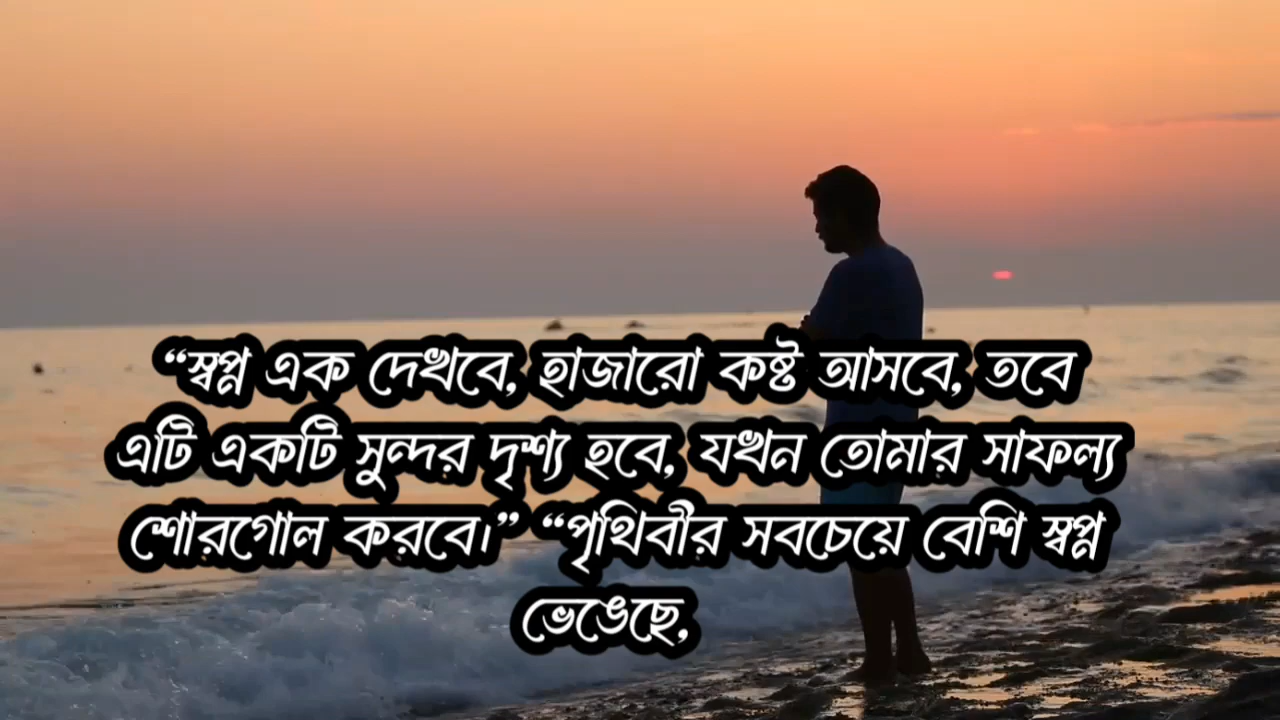 “স্বপ্ন এক দেখবে, হাজারো কষ্ট আসবে, তবে
এটি একটি সুন্দর দৃশ্য হবে, যখন তোমার সাফল্য
শোরগোল করবে।” “পৃথিবীর সবচেয়ে বেশি স্বপ্ন
ভেঙেছে,